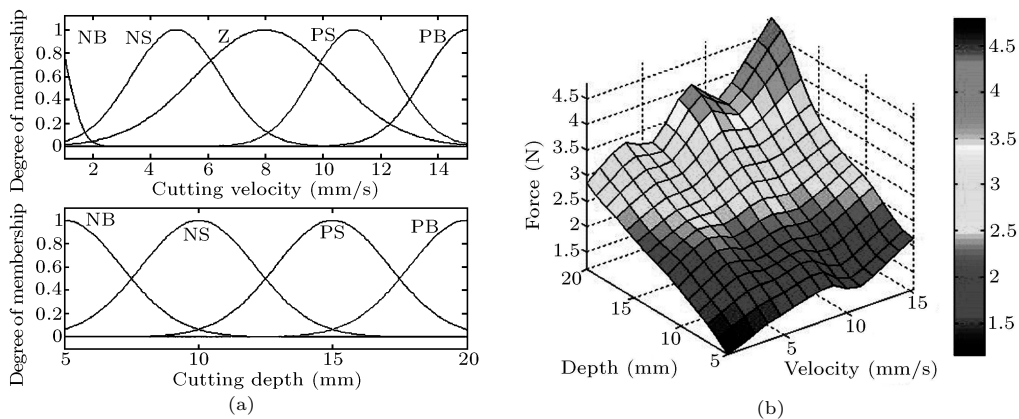 Degree of membership
1
0.8
0.6
0.4
0.2
0
NB NS Z PS PB
2 4 6 8 10 12 14
Cutting velocity (mm/s)
Degree of membership
1
0.8
0.6
0.4
0.2
0
NB NS PS PB
5 10 15 20
Cutting depth (mm)
(a)
Force (N)
4.5
4
3.5
3
2.5
2
1.5
20
15
10
5
Depth (mm)
5
10
15
Velocity (mm/s)
4.5
4
3.5
3
2.5
2
1.5
(b)